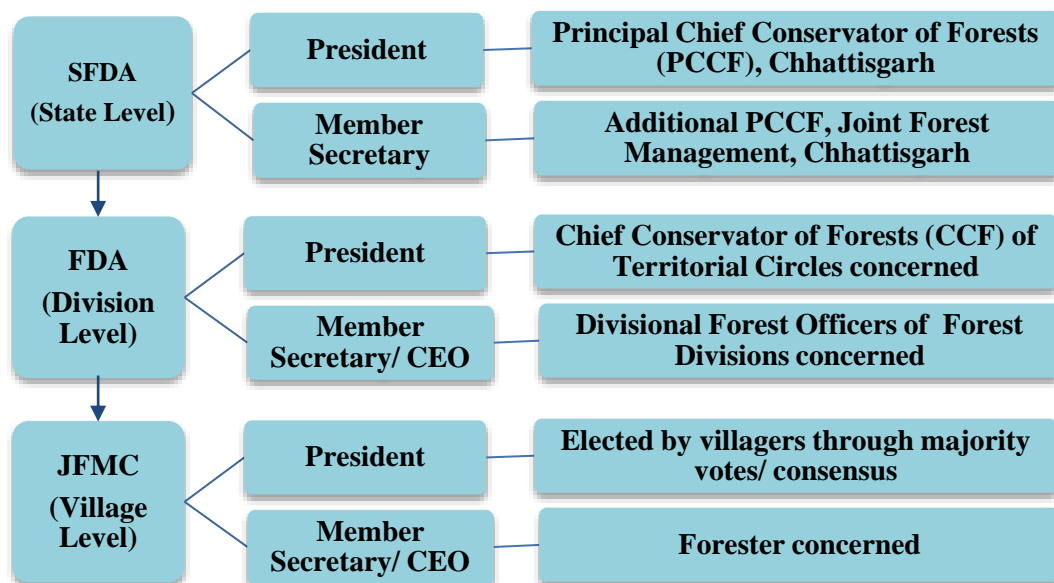 SFDA
(State Level)
President
Principal Chief Conservator of Forests
(PCCF), Chhattisgarh
Member
Secretary
Additional PCCF, Joint Forest
Management, Chhattisgarh
FDA
(Division
Level)
President
Chief Conservator of Forests (CCF) of
Territorial Circles concerned
Member
Secretary/ CEO
Divisional Forest Officers of Forest
Divisions concerned
JFMC
(Village
Level)
President
Elected by villagers through majority
votes/ consensus
Member
Secretary/ CEO
Forester concerned